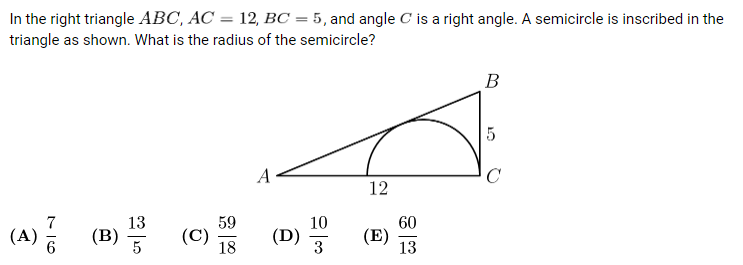 In the right triangle ABC, AC = 12, BC = 5, and angle C is a right angle. A semicircle is inscribed in the
triangle as shown. What is the radius of the semicircle?
B
5
A
C
12
(A) 7/6 (B) 13/5 (C) 59/18 (D) 10/3 (E) 60/13